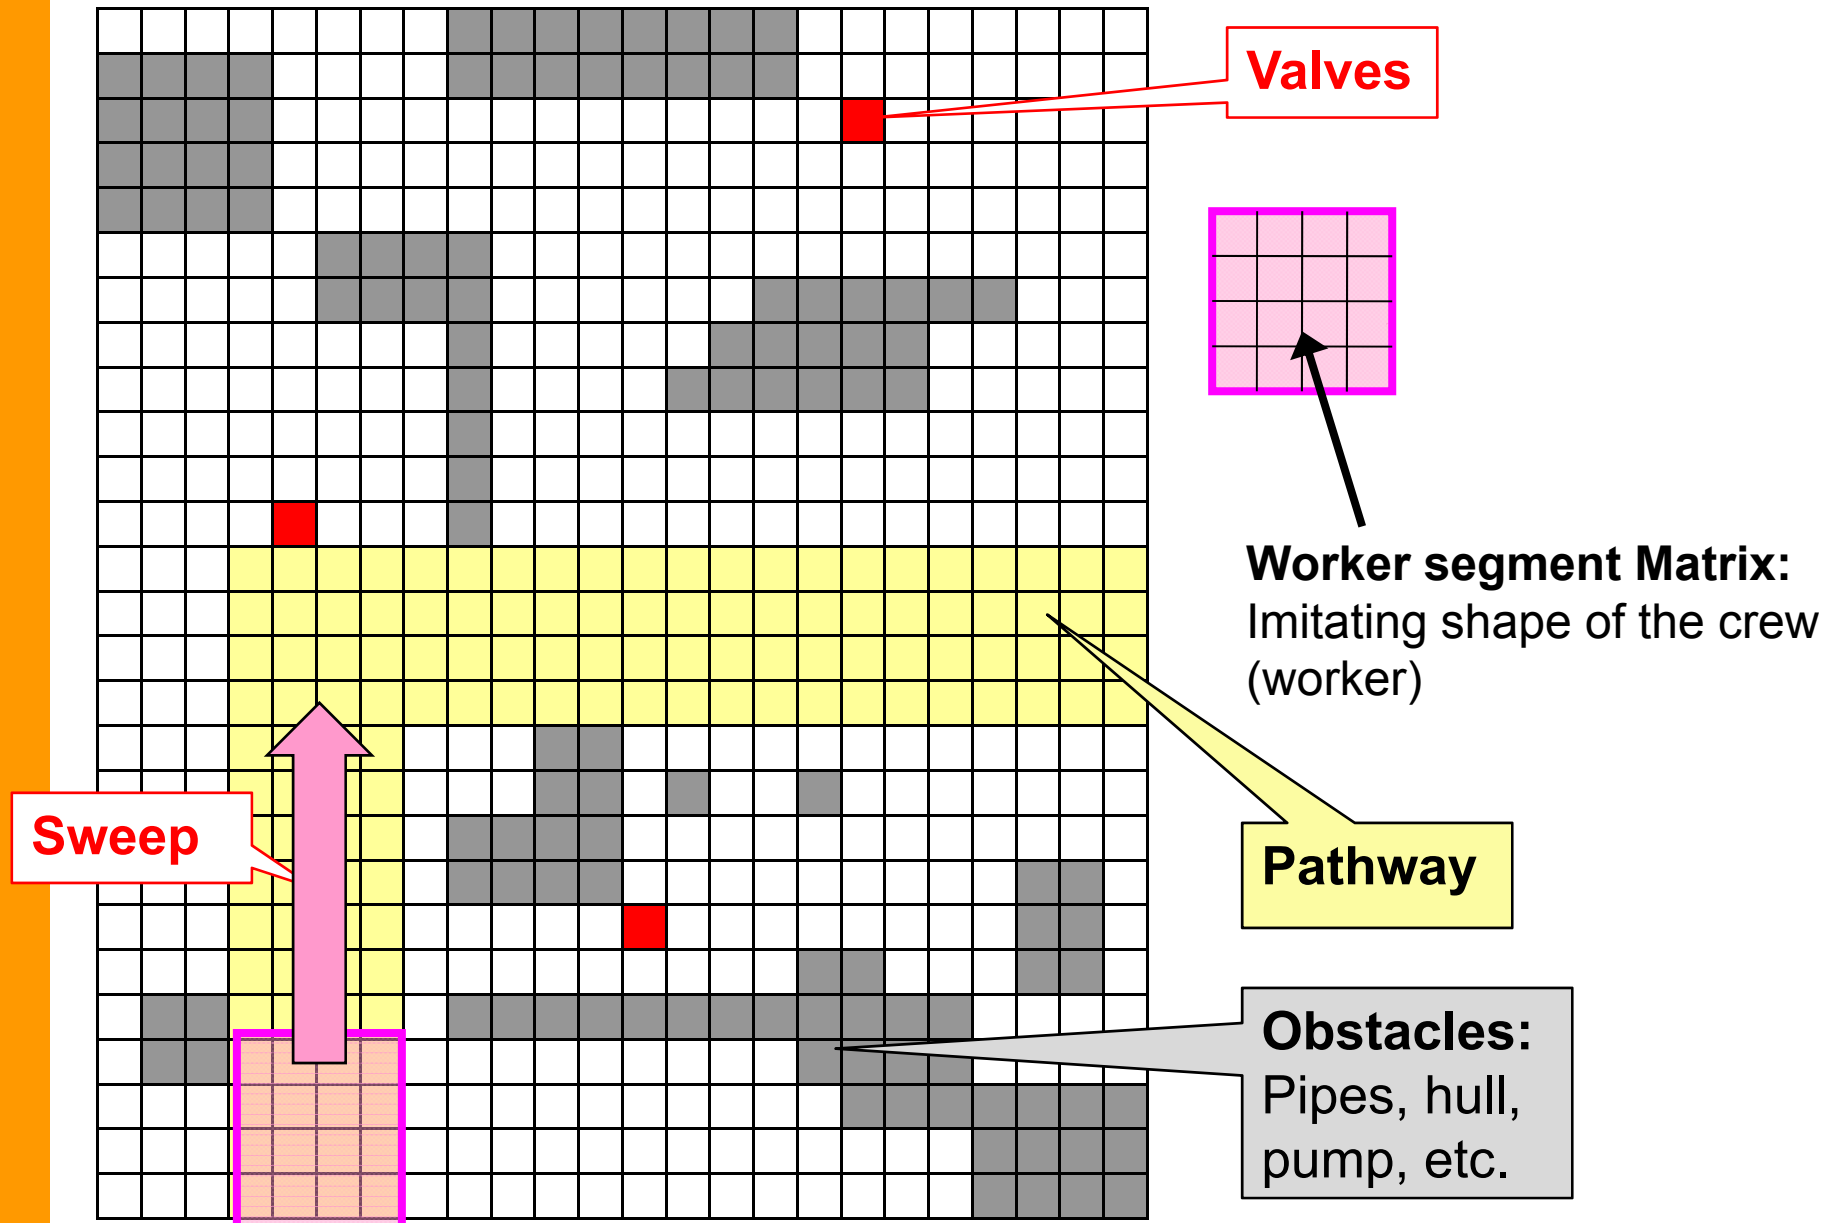 Valves
Worker segment Matrix:
Imitating shape of the crew
(worker)
Sweep
Pathway
Obstacles:
Pipes, hull,
pump, etc.